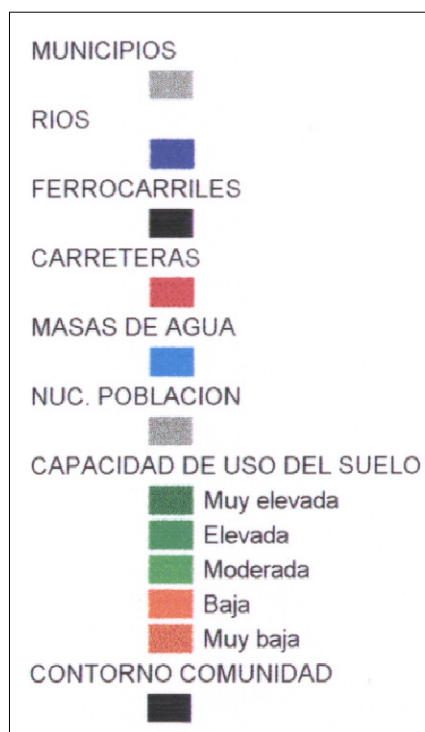 MUNICIPIOS
RIOS
FERROCARRILES
CARRETERAS
MASAS DE AGUA
NUC. POBLACION
CAPACIDAD DE USO DEL SUELO
Muy elevada
Elevada
Moderada
Baja
Muy baja
CONTORNO COMUNIDAD